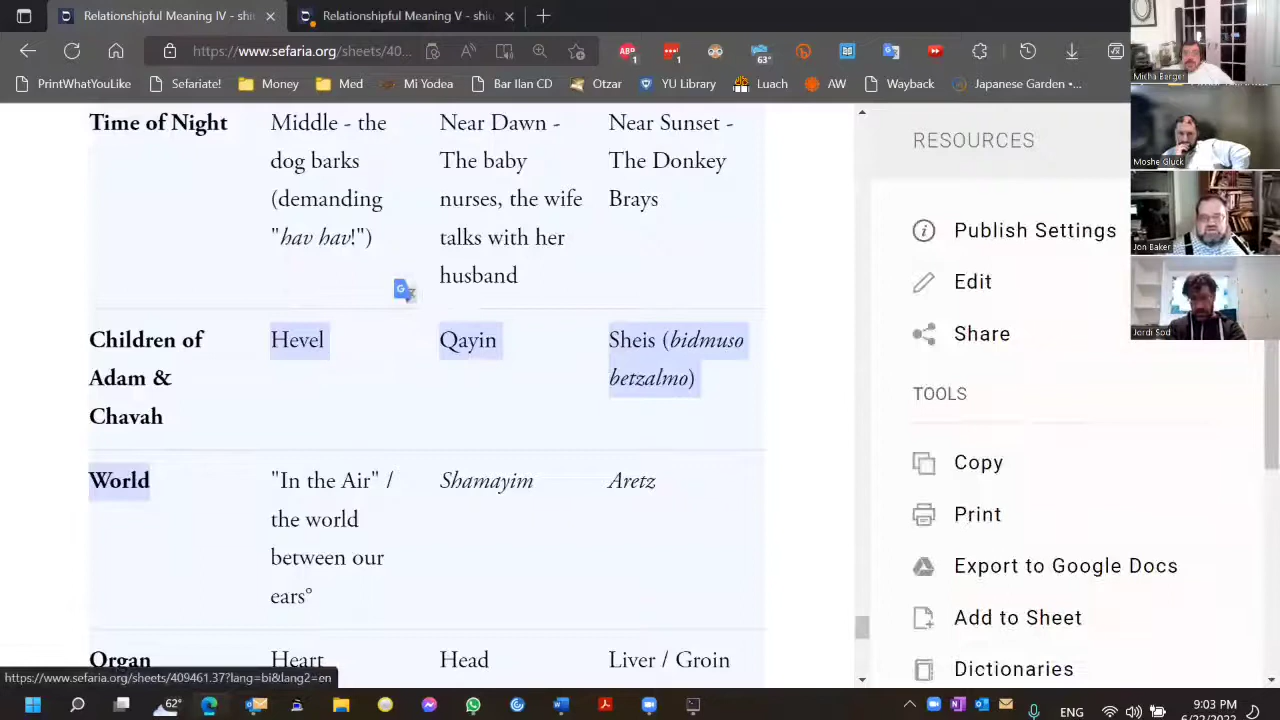 Relationshipful Meaning IV - shi
Relationshipful Meaning V - shiu
https://www.sefaria.org/sheets/40...
PrintWhatYouLike
Sefariate!
Money
Med
Mi Yodeya
Bar Ilan CD
Otzar
YU Library
Luach
AW
Wayback
Japanese Garden •...
Time of Night
Middle - the dog barks (demanding "hav hav!")
Near Dawn - The baby nurses, the wife talks with her husband
Near Sunset - The Donkey Brays
Children of Adam & Chavah
Hevel
Qayin
Sheis (bidmuso betzalmo)
World
"In the Air" / the world between our ears°
Shamayim
Aretz
Organ
Heart
Head
Liver / Groin
https://www.sefaria.org/sheets/409461.37?lang=bi&lang2=en
RESOURCES
Publish Settings
Edit
Share
TOOLS
Copy
Print
Export to Google Docs
Add to Sheet
Dictionaries
Micha Berger
Moshe Gluck
Jon Baker
Jordi Sod
62°
ENG
9:03 PM
6/22/2022